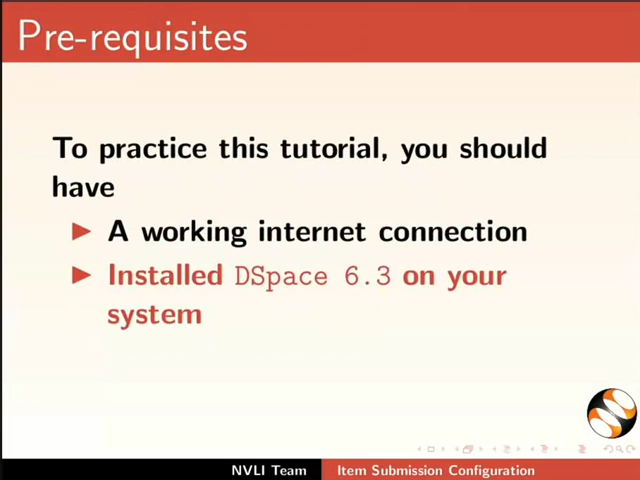 Pre-requisites
To practice this tutorial, you should
have
A working internet connection
Installed DSpace 6.3 on your
system
NVLI Team Item Submission Configuration